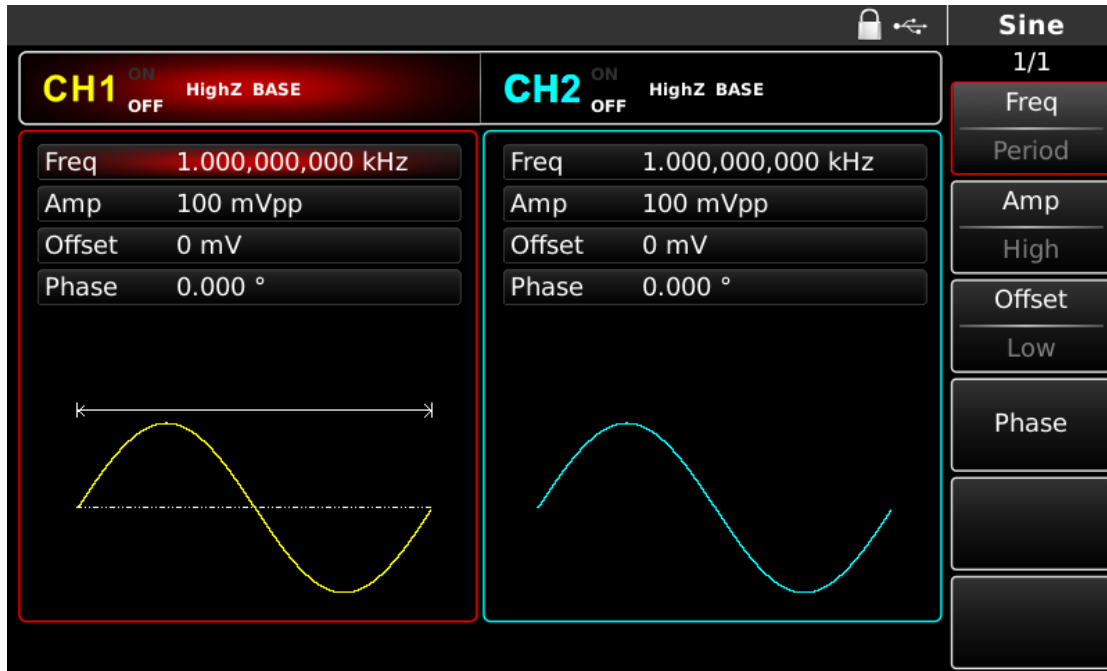 Sine
1/1
CH1 ON OFF HighZ BASE
CH2 ON OFF HighZ BASE
Freq 1.000,000,000 kHz
Amp 100 mVpp
Offset 0 mV
Phase 0.000 °
Freq 1.000,000,000 kHz
Amp 100 mVpp
Offset 0 mV
Phase 0.000 °
Freq
Period
Amp
High
Offset
Low
Phase